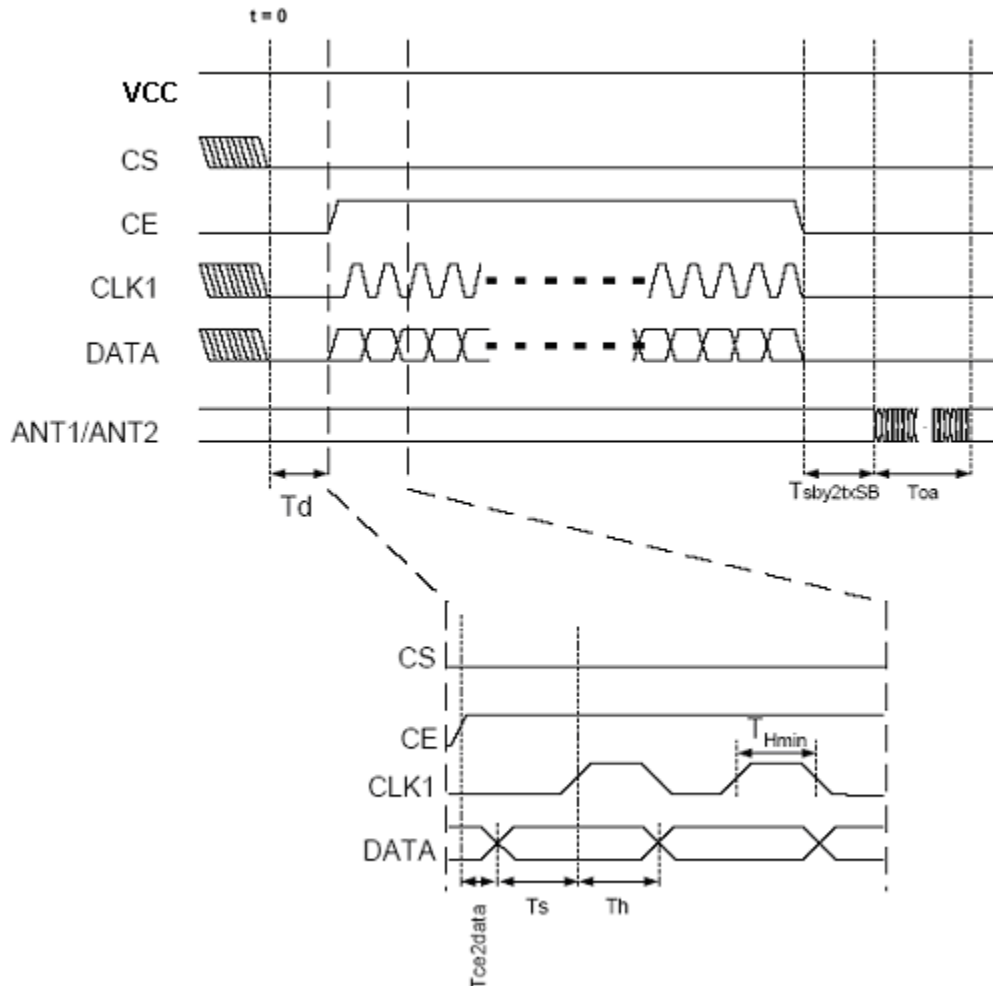 t = 0
VCC
CS
CE
CLK1
DATA
ANT1/ANT2
Td
Tsby2txSB
Toa
CS
CE
THmin
CLK1
DATA
Tce2data
Ts
Th